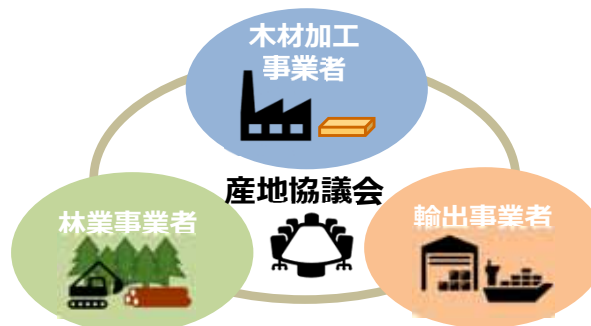 木材加工
事業者
産地協議会
林業事業者
輸出事業者